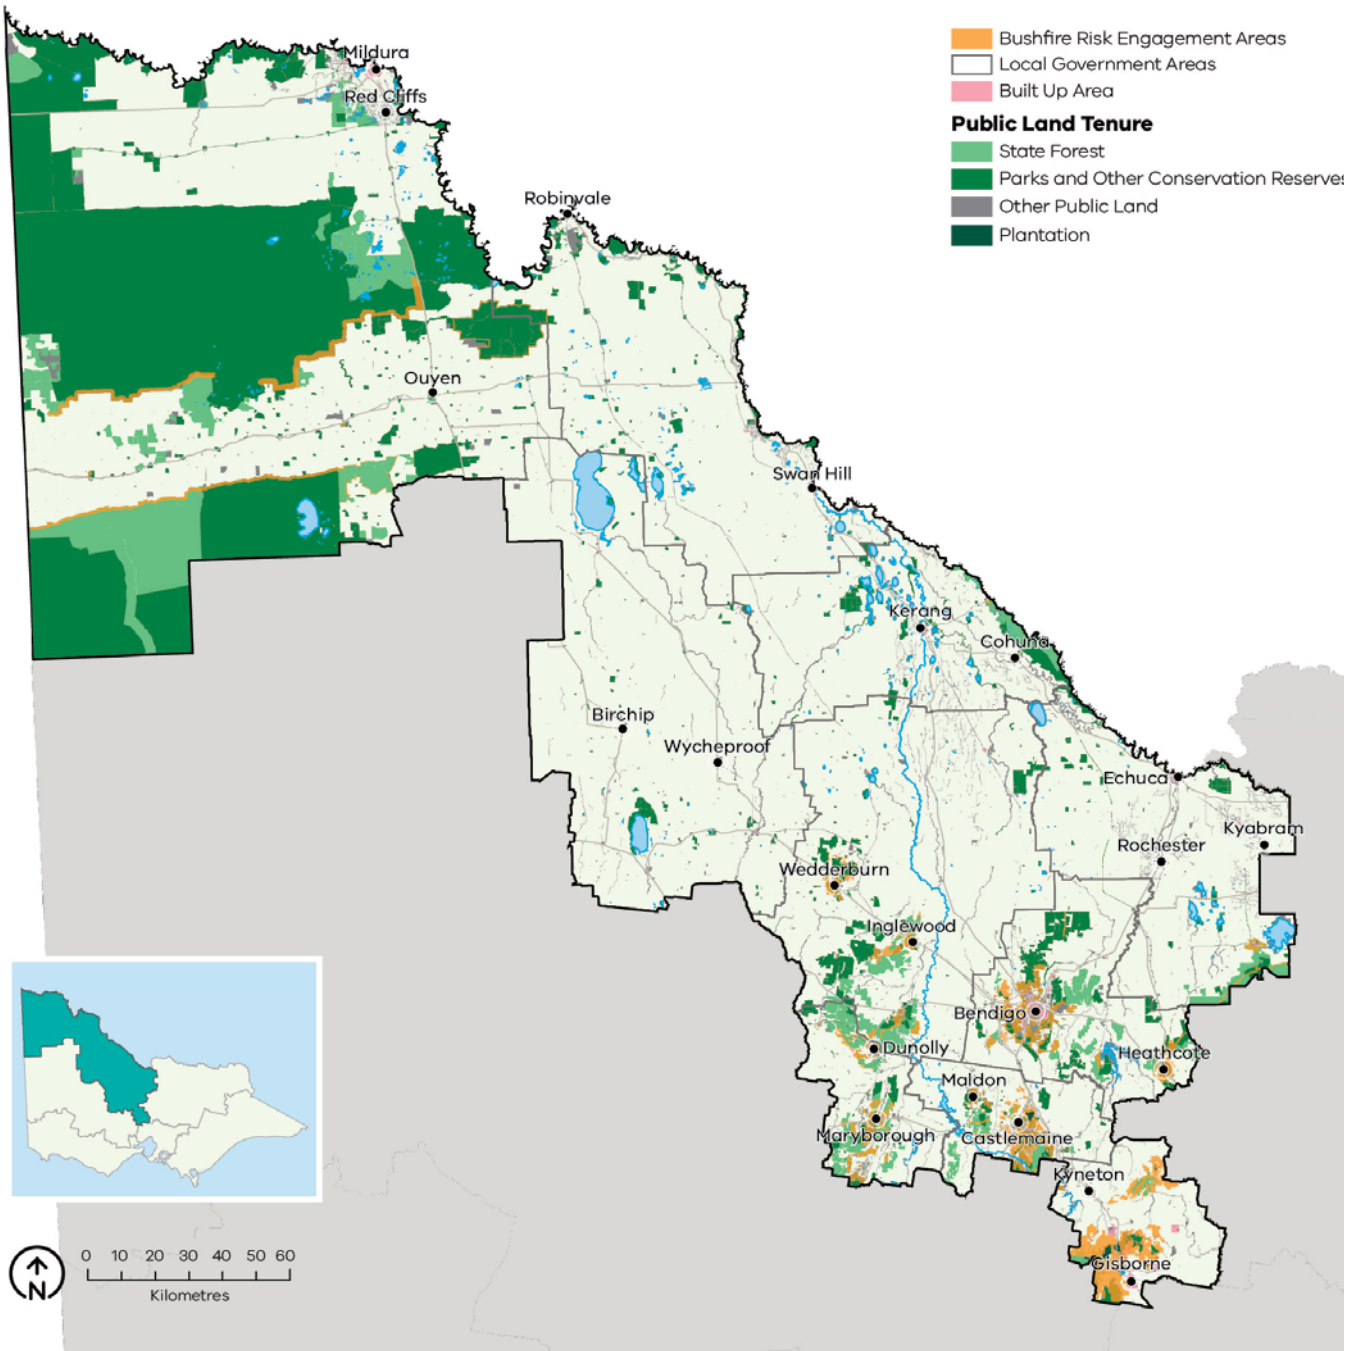 Mildura
Red Cliffs
Robinvale
Ouyen
Swan Hill
Kerang
Cohuna
Birchip
Wycheproof
Echuca
Kyabram
Rochester
Wedderburn
Inglewood
Bendigo
Dunolly
Heathcote
Maldon
Maryborough
Castlemaine
Kyneton
Gisborne
Bushfire Risk Engagement Areas
Local Government Areas
Built Up Area
Public Land Tenure
State Forest
Parks and Other Conservation Reserves
Other Public Land
Plantation
N
0 10 20 30 40 50 60
Kilometres